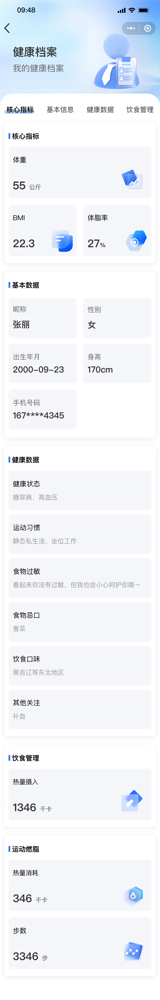 09:48
健康档案
我的健康档案
核心指标 基本信息 健康数据 饮食管理
核心指标
体重
55 公斤
BMI 体脂率
22.3 27%
基本数据
昵称 性别
张丽 女
出生年月 身高
2000-09-23 170cm
手机号码
167****4345
健康数据
健康状态
糖尿病、高血压
运动习惯
静态私生活、坐位工作
食物过敏
看起来你没有过敏，但我也会小心呵护你哦～
食物忌口
香菜
饮食口味
黑吉辽等东北地区
其他关注
补血
饮食管理
热量摄入
1346 千卡
运动燃脂
热量消耗
346 千卡
步数
3346 步